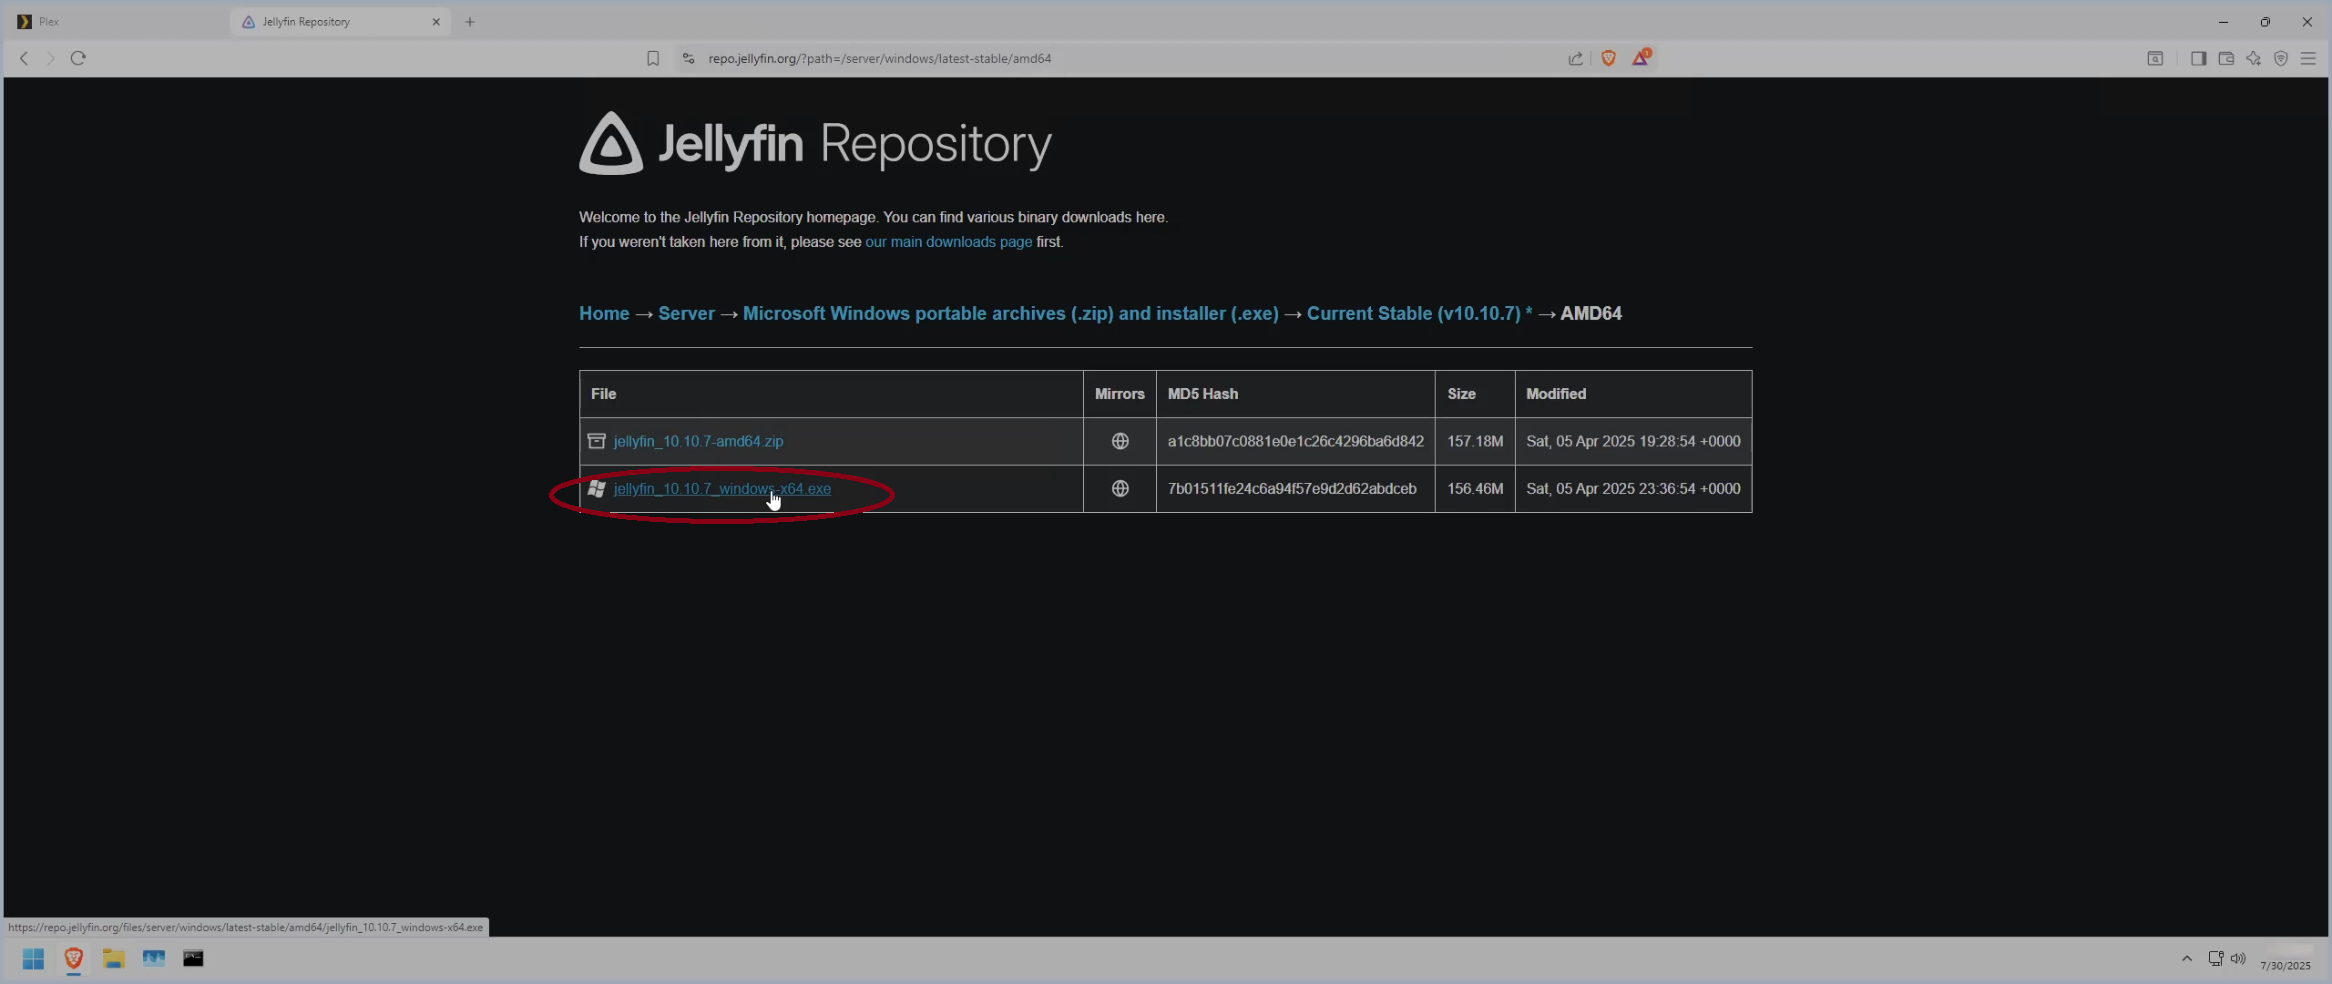 Plex
Jellyfin Repository
repo.jellyfin.org/?path=/server/windows/latest-stable/amd64
1
Jellyfin Repository
Welcome to the Jellyfin Repository homepage. You can find various binary downloads here.
If you weren't taken here from it, please see our main downloads page first.
Home → Server → Microsoft Windows portable archives (.zip) and installer (.exe) → Current Stable (v10.10.7) * → AMD64
File Mirrors MD5 Hash Size Modified
jellyfin_10.10.7-amd64.zip a1c8bb07c0881e0e1c26c4296ba6d842 157.18M Sat, 05 Apr 2025 19:28:54 +0000
jellyfin_10.10.7_windows-x64.exe 7b01511fe24c6a94f57e9d2d62abdceb 156.46M Sat, 05 Apr 2025 23:36:54 +0000
https://repo.jellyfin.org/files/server/windows/latest-stable/amd64/jellyfin_10.10.7_windows-x64.exe
7/30/2025